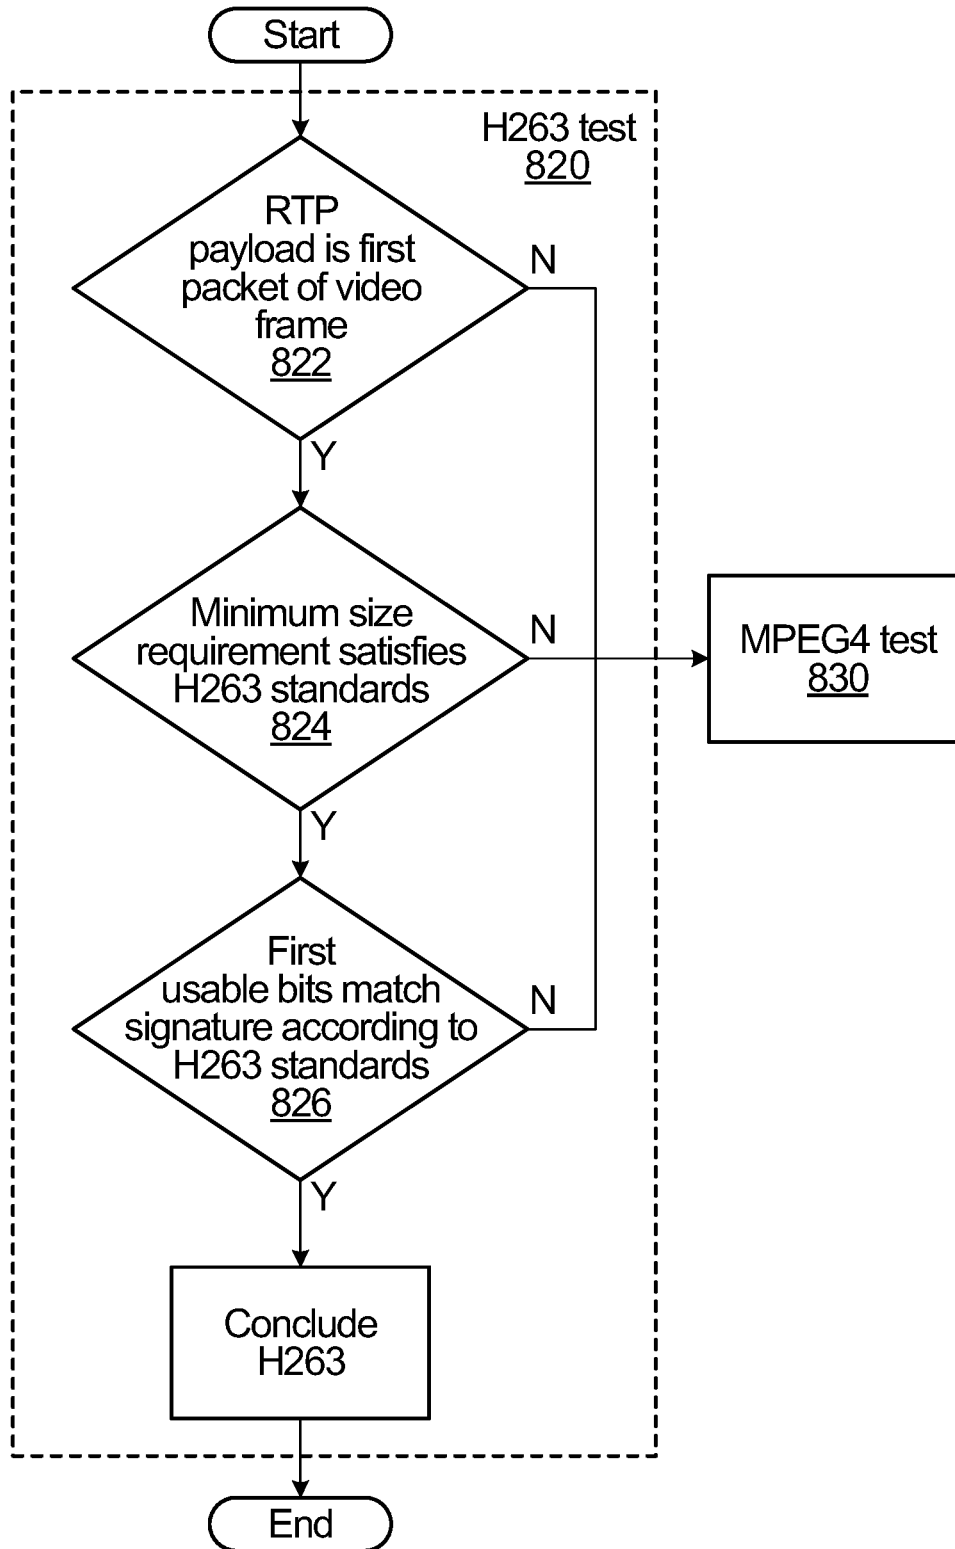 Start
H263 test
820
RTP
payload is first
packet of video
frame
822
N
Y
Minimum size
requirement satisfies
H263 standards
824
N
MPEG4 test
830
Y
First
usable bits match
signature according to
H263 standards
826
N
Y
Conclude
H263
End